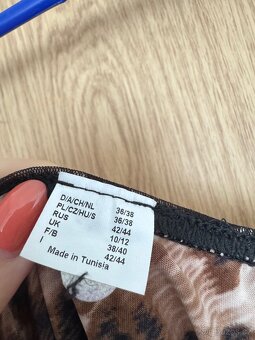 D/A/CH/NL 36/38
PL/CZ/HU/S 36/38
RUS 42/44
UK 10/12
F/B 38/40
I 42/44
Made in Tunisia